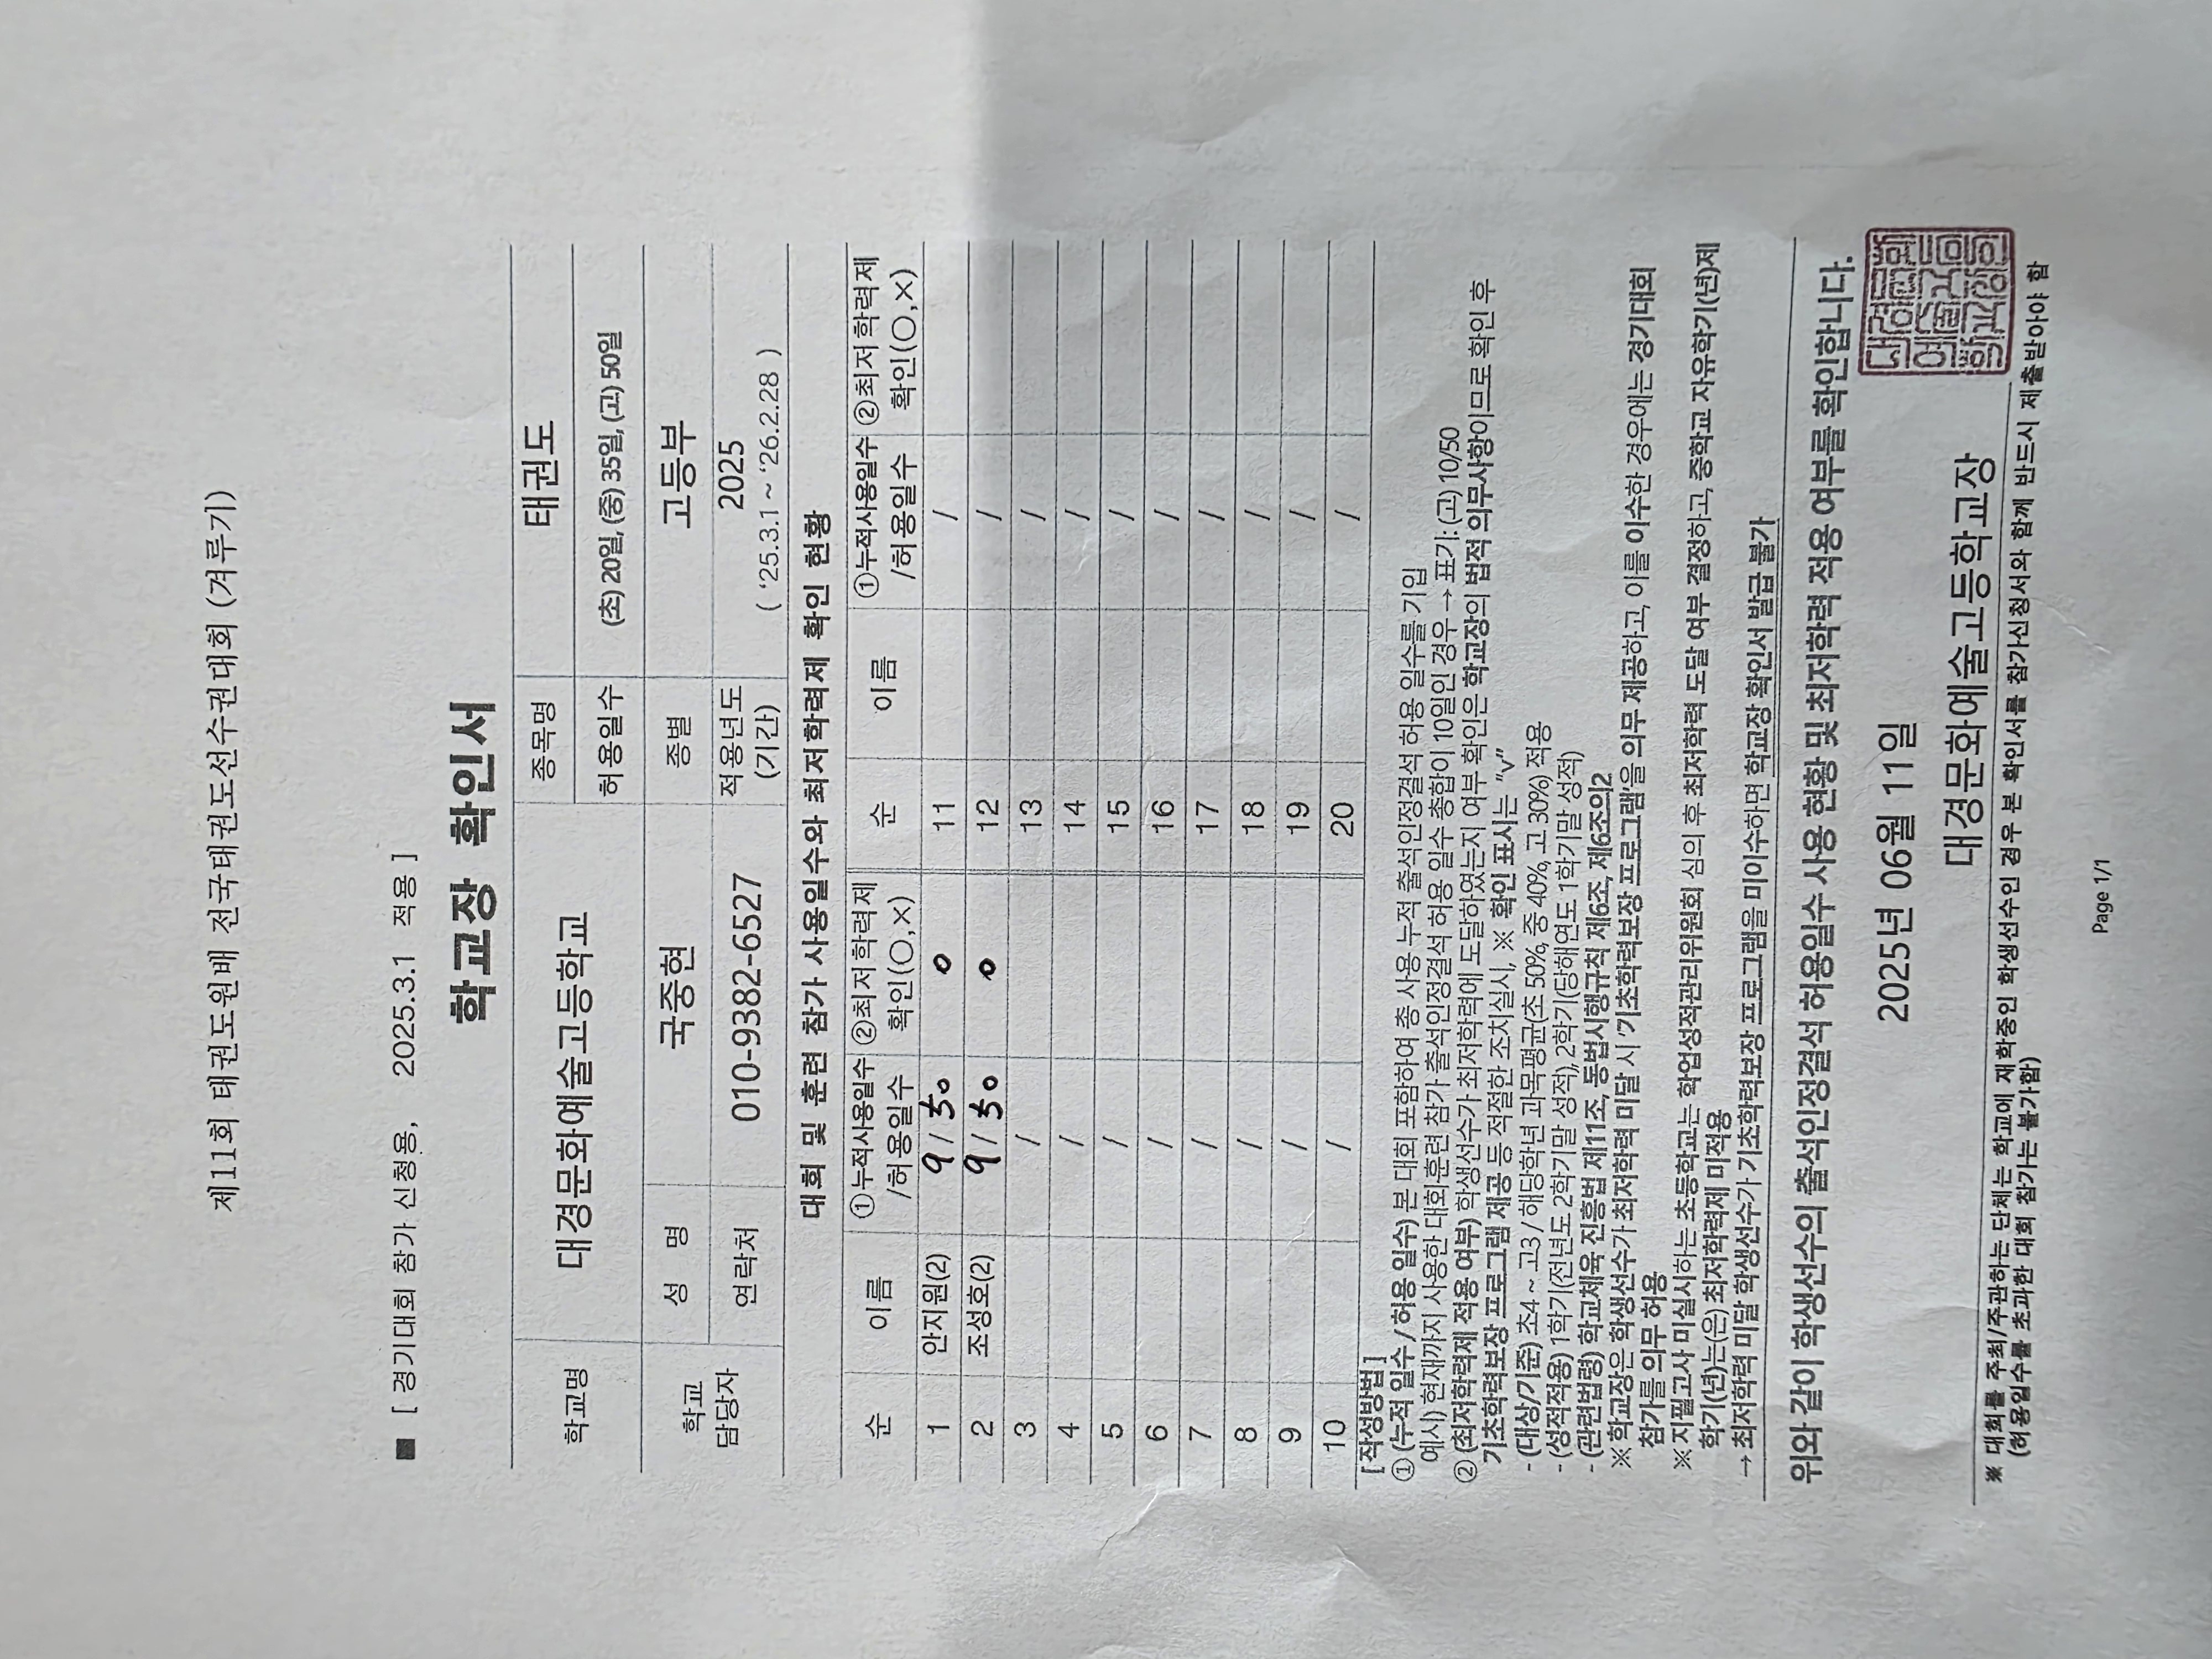 제11회 태권도원배 전국태권도선수권대회 (겨루기)
■ [ 경기대회 참가 신청용, 2025.3.1 적용 ]
학교장 확인서
학교명 대경문화예술고등학교 종목명 태권도
허용일수 (초) 20일, (중) 35일, (고) 50일
학교 담당자 성 명 국중현 종별 고등부
연락처 010-9382-6527 적용년도 (기간) 2025 ( '25.3.1 ~ '26.2.28 )
대회 및 훈련 참가 사용일수와 최저학력제 확인 현황
순 이름 ①누적사용일수 /허용일수 ②최저학력제 확인(○,×) 순 이름 ①누적사용일수 /허용일수 ②최저학력제 확인(○,×)
1 안지원(2) 9/50 o 11 /
2 조성호(2) 9/50 o 12 /
3 / 13 /
4 / 14 /
5 / 15 /
6 / 16 /
7 / 17 /
8 / 18 /
9 / 19 /
10 / 20 /
[ 작성방법 ]
① (누적 일수 / 허용 일수) 본 대회 포함하여 총 사용 누적 출석인정결석 허용 일수를 기입
예시) 현재까지 사용한 대회훈련 참가 출석인정결석 허용 일수 총합이 10일인 경우 → 표기: (고) 10/50
② (최저학력제 적용 여부) 학생선수가 최저학력에 도달하였는지 여부 확인은 학교장의 법적 의무사항이므로 확인 후
기초학력보장 프로그램 제공 등 적절한 조치실시, ※ 확인 표시는 "√"
- (대상/기준) 초4 ~ 고3 / 해당학년 과목평균(초 50%, 중 40%, 고 30%) 적용
- (성적적용) 1학기(전년도 2학기말 성적), 2학기(당해연도 1학기말 성적)
- (관련법령) 학교체육 진흥법 제11조, 동법시행규칙 제6조, 제6조의2
※ 학교장은 학생선수가 최저학력 미달 시 '기초학력보장 프로그램'을 의무 제공하고, 이를 이수한 경우에는 경기대회
참가를 의무 허용
※ 지필고사 미실시하는 초등학교는 학업성적관리위원회 심의 후 최저학력 도달 여부 결정하고, 중학교 자유학기(년)제
학기(년)는(은) 최저학력제 미적용
→ 최저학력 미달 학생선수가 기초학력보장 프로그램을 미이수하면 학교장 확인서 발급 불가
위와 같이 학생선수의 출석인정결석 허용일수 사용 현황 및 최저학력 적용 여부를 확인합니다.
2025년 06월 11일
대경문화예술고등학교장
대경문화예술고등학교장인
※ 대회를 주최/주관하는 단체는 학교에 재학중인 학생선수인 경우 본 확인서를 참가신청서와 함께 반드시 제출받아야 함
(허용일수를 초과한 대회 참가는 불가함)
Page 1/1